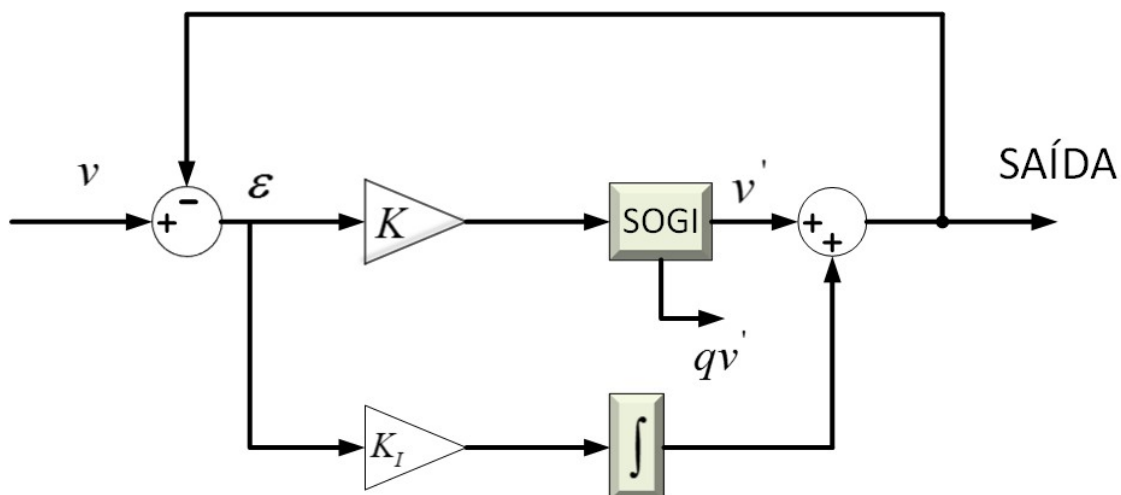 v
ε
+
−
K
SOGI
v'
+
+
SAÍDA
qv'
K_I
∫